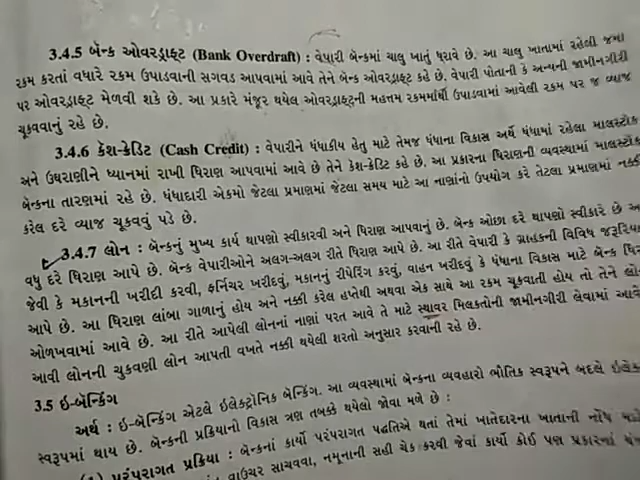 3.4.5 બૅન્ક ઓવરડ્રાફ્ટ (Bank Overdraft) : વેપારી બૅન્કમાં ચાલુ ખાતું ધરાવે છે. આ ચાલુ ખાતામાં રહેલી જમા
રકમ કરતાં વધારે રકમ ઉપાડવાની સગવડ આપવામાં આવે તેને બૅન્ક ઓવરડ્રાફ્ટ કહે છે. વેપારી પોતાની કે અન્યની જામીનગીરી
પર ઓવરડ્રાફ્ટ મેળવી શકે છે. આ પ્રકારે મંજૂર થયેલ ઓવરડ્રાફ્ટની મહત્તમ રકમમાંથી ઉપાડવામાં આવેલી રકમ પર જ વ્યાજ
ચૂકવવાનું રહે છે.
3.4.6 કૅશ-ક્રેડિટ (Cash Credit) : વેપારીને ધંધાકીય હેતુ માટે તેમજ ધંધાના વિકાસ અર્થે ધંધામાં રહેલા માલસ્ટૉક
અને ઉઘરાણીને ધ્યાનમાં રાખી ધિરાણ આપવામાં આવે છે તેને કૅશ-ક્રેડિટ કહે છે. આ પ્રકારના ધિરાણની વ્યવસ્થામાં માલસ્ટૉક
બૅન્કના તારણમાં રહે છે. ધંધાદારી એકમો જેટલા પ્રમાણમાં જેટલા સમય માટે આ નાણાંનો ઉપયોગ કરે તેટલા પ્રમાણમાં નક્કી
કરેલ દરે વ્યાજ ચૂકવવું પડે છે.
3.4.7 લોન : બૅન્કનું મુખ્ય કાર્ય થાપણો સ્વીકારવી અને ધિરાણ આપવાનું છે. બૅન્ક ઓછા દરે થાપણો સ્વીકારે છે અ
વધુ દરે ધિરાણ આપે છે. બૅન્ક વેપારીઓને અલગ-અલગ રીતે ધિરાણ આપે છે. આ રીતે વેપારી કે ગ્રાહકની વિવિધ જરૂરિયા
જેવી કે મકાનની ખરીદી કરવી, ફર્નિચર ખરીદવું, મકાનનું રીપેરિંગ કરવું, વાહન ખરીદવું કે ધંધાના વિકાસ માટે બૅન્ક ધિર
આપે છે. આ ધિરાણ લાંબા ગાળાનું હોય અને નક્કી કરેલ હપ્તેથી અથવા એક સાથે આ રકમ ચૂકવાતી હોય તો તેને લો
ઓળખવામાં આવે છે. આ રીતે આપેલી લોનનાં નાણાં પરત આવે તે માટે સ્થાવર મિલકતોની જામીનગીરી લેવામાં આવે
આવી લોનની ચુકવણી લોન આપતી વખતે નક્કી થયેલી શરતો અનુસાર કરવાની રહે છે.
3.5 ઇ-બૅન્કિંગ
અર્થ : ઇ-બૅન્કિંગ એટલે ઇલેક્ટ્રૉનિક બૅન્કિંગ. આ વ્યવસ્થામાં બૅન્કના વ્યવહારો ભૌતિક સ્વરૂપને બદલે ઇલેક
સ્વરૂપમાં થાય છે. બૅન્કની પ્રક્રિયાનો વિકાસ ત્રણ તબક્કે થયેલો જોવા મળે છે :
(1) પરંપરાગત પ્રક્રિયા : બૅન્કનાં કાર્યો પરંપરાગત પદ્ધતિએ થતાં તેમાં ખાતેદારના ખાતાની નોંધ
વાઉચર સાચવવા, નમૂનાની સહી ચેક કરવી જેવાં કાર્યો કોઈ પણ પ્રકારનાં